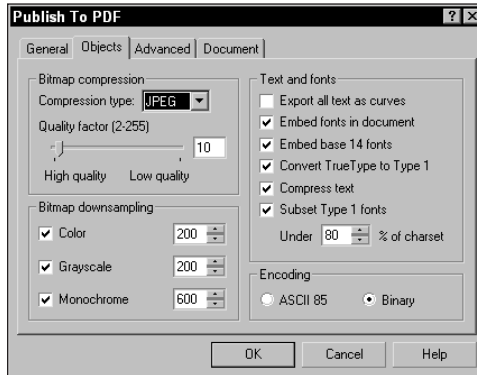 Publish To PDF
General Objects Advanced Document
Bitmap compression
Compression type: JPEG
Quality factor (2-255)
10
High quality Low quality
Bitmap downsampling
Color 200
Grayscale 200
Monochrome 600
Text and fonts
Export all text as curves
Embed fonts in document
Embed base 14 fonts
Convert TrueType to Type 1
Compress text
Subset Type 1 fonts
Under 80 % of charset
Encoding
ASCII 85 Binary
OK Cancel Help